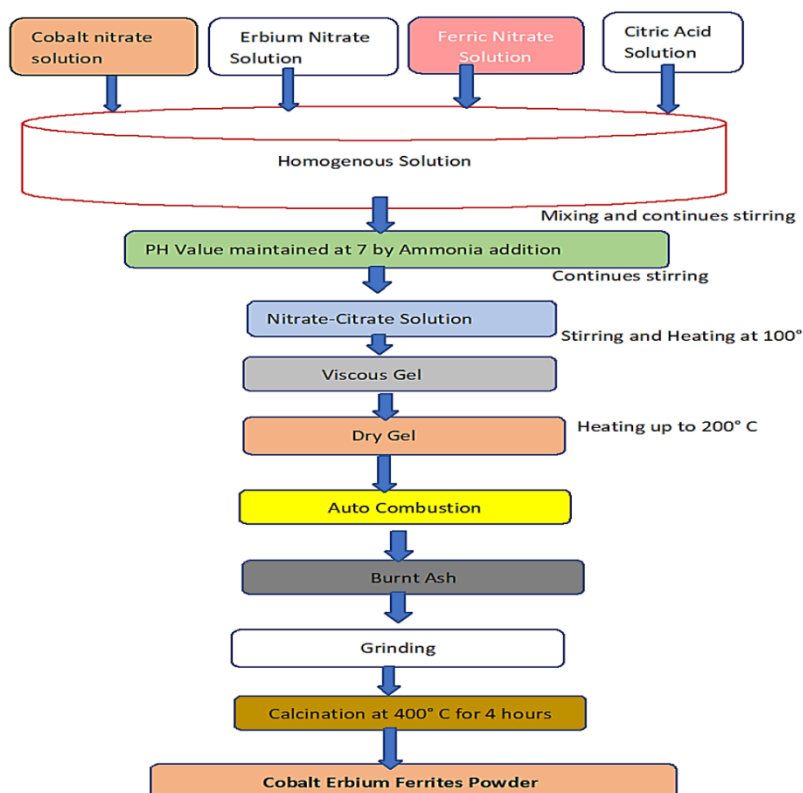 Cobalt nitrate
solution
Erbium Nitrate
Solution
Ferric Nitrate
Solution
Citric Acid
Solution
Homogenous Solution
Mixing and continues stirring
PH Value maintained at 7 by Ammonia addition
Continues stirring
Nitrate-Citrate Solution
Stirring and Heating at 100°
Viscous Gel
Dry Gel
Heating up to 200° C
Auto Combustion
Burnt Ash
Grinding
Calcination at 400° C for 4 hours
Cobalt Erbium Ferrites Powder